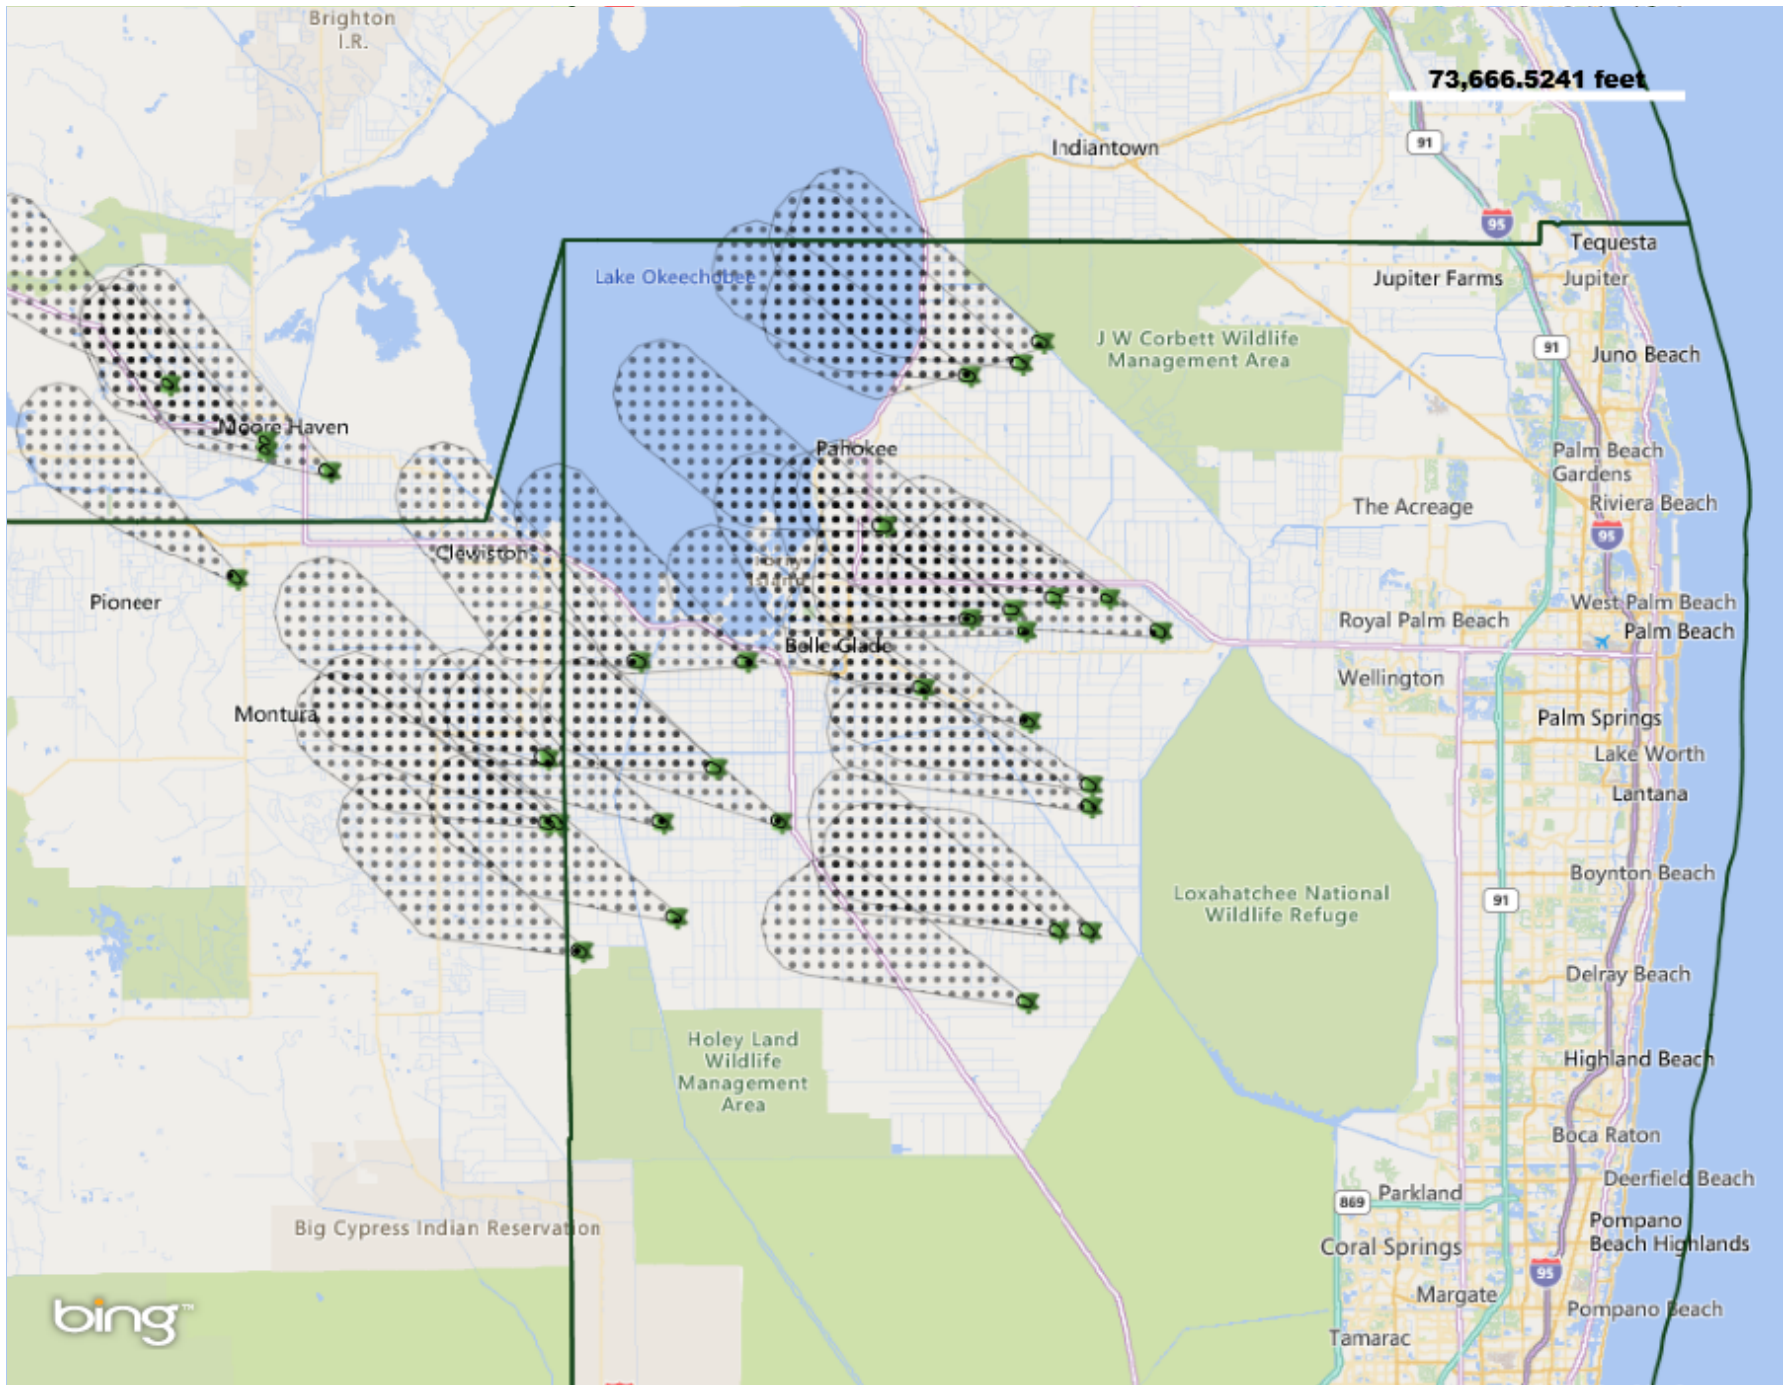 Brighton
I.R.
73,666.5241 feet
Indiantown
91
95
Tequesta
Lake Okeechobee
Jupiter Farms
Jupiter
J W Corbett Wildlife
Management Area
91
Juno Beach
Moore Haven
Pahokee
Palm Beach
Gardens
The Acreage
Riviera Beach
95
Clewiston
Island
Pioneer
West Palm Beach
Royal Palm Beach
Palm Beach
Belle Glade
Wellington
Montura
Palm Springs
Lake Worth
Lantana
Boynton Beach
Loxahatchee National
Wildlife Refuge
91
Delray Beach
Holey Land
Wildlife
Management
Area
Highland Beach
Boca Raton
Deerfield Beach
869
Parkland
Big Cypress Indian Reservation
Pompano
Beach Highlands
Coral Springs
95
Margate
Pompano Beach
bing™
Tamarac